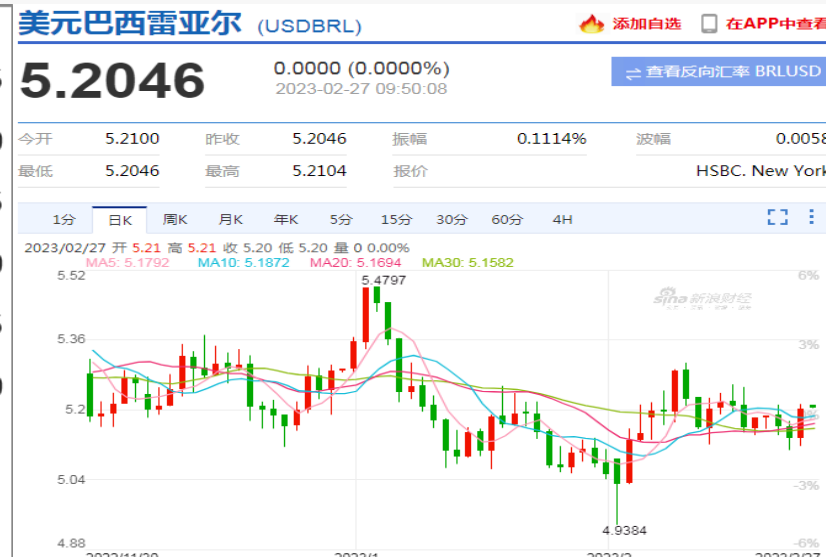 美元巴西雷亚尔 (USDBRL) 添加自选 在APP中查看
5.2046 0.0000 (0.0000%)
2023-02-27 09:50:08
查看反向汇率 BRLUSD
今开 5.2100 昨收 5.2046 振幅 0.1114% 波幅 0.0058
最低 5.2046 最高 5.2104 报价 HSBC. New York
1分 日K 周K 月K 年K 5分 15分 30分 60分 4H
2023/02/27 开 5.21 高 5.21 收 5.20 低 5.20 量 0 0.00%
MA5: 5.1792 MA10: 5.1872 MA20: 5.1694 MA30: 5.1582
5.52 5.4797 6%
sina 新浪财经
5.36 3%
5.2
5.04 -3%
4.9384
4.88 -6%